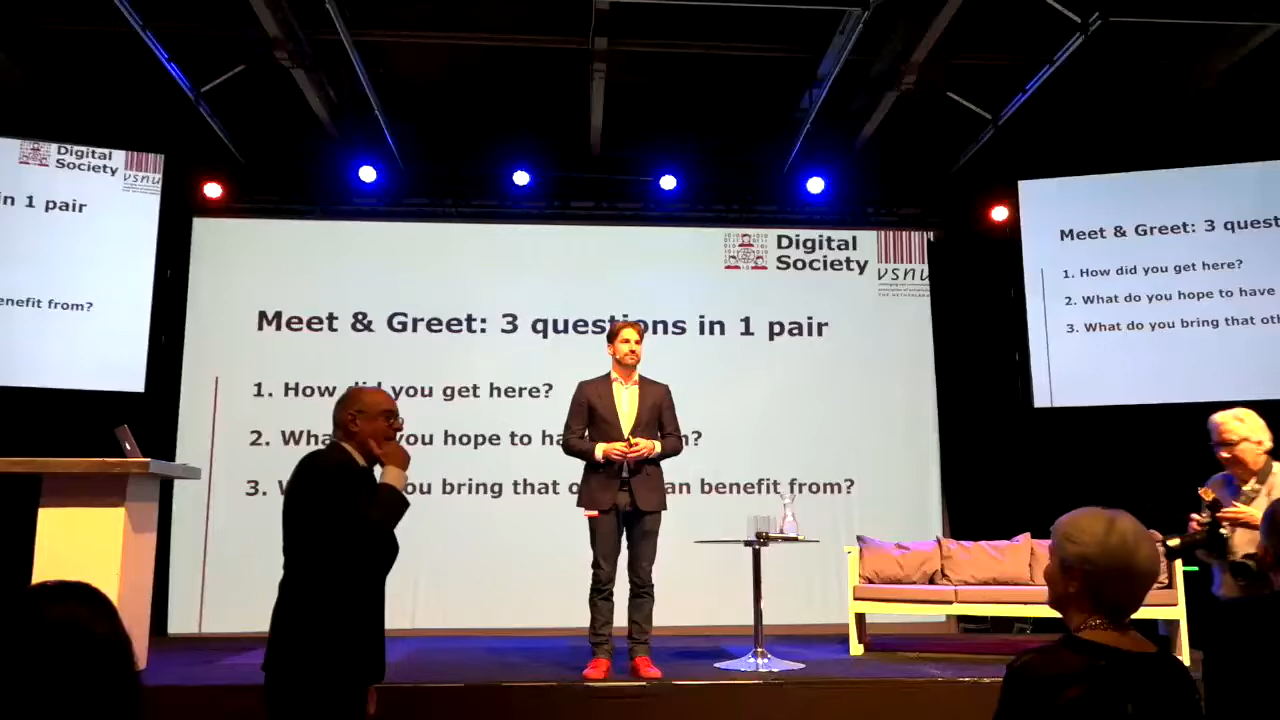 Digital
Society
vsnu
in 1 pair
enefit from?
Digital
Society
vsnu
THE NETHERLANDS
Meet & Greet: 3 questions in 1 pair
1. How did you get here?
2. What you hope to ha n?
3. W ou bring that o an benefit from?
Meet & Greet: 3 quest
1. How did you get here?
2. What do you hope to have
3. What do you bring that oth